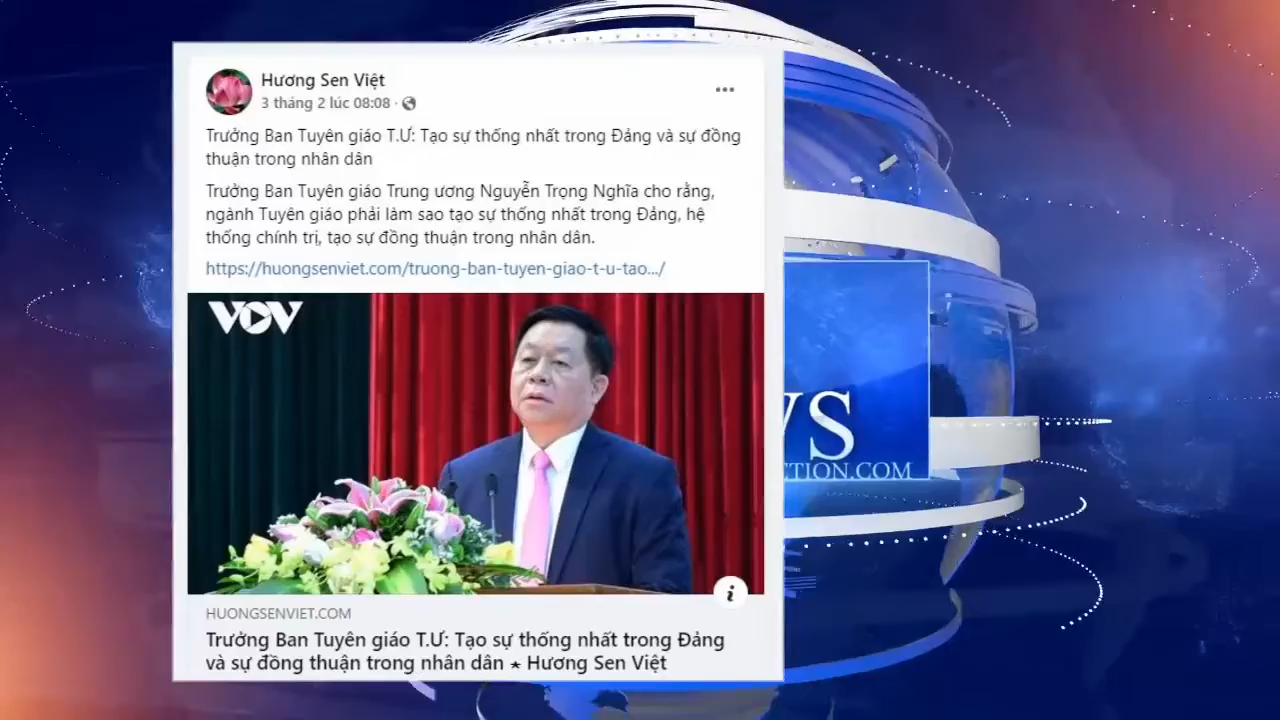 Hương Sen Việt
3 tháng 2 lúc 08:08 ·
Trưởng Ban Tuyên giáo T.Ư: Tạo sự thống nhất trong Đảng và sự đồng
thuận trong nhân dân
Trưởng Ban Tuyên giáo Trung ương Nguyễn Trọng Nghĩa cho rằng,
ngành Tuyên giáo phải làm sao tạo sự thống nhất trong Đảng, hệ
thống chính trị, tạo sự đồng thuận trong nhân dân.
https://huongsenviet.com/truong-ban-tuyen-giao-t-u-tao.../
VOV
HUONGSENVIET.COM
Trưởng Ban Tuyên giáo T.Ư: Tạo sự thống nhất trong Đảng
và sự đồng thuận trong nhân dân ★ Hương Sen Việt